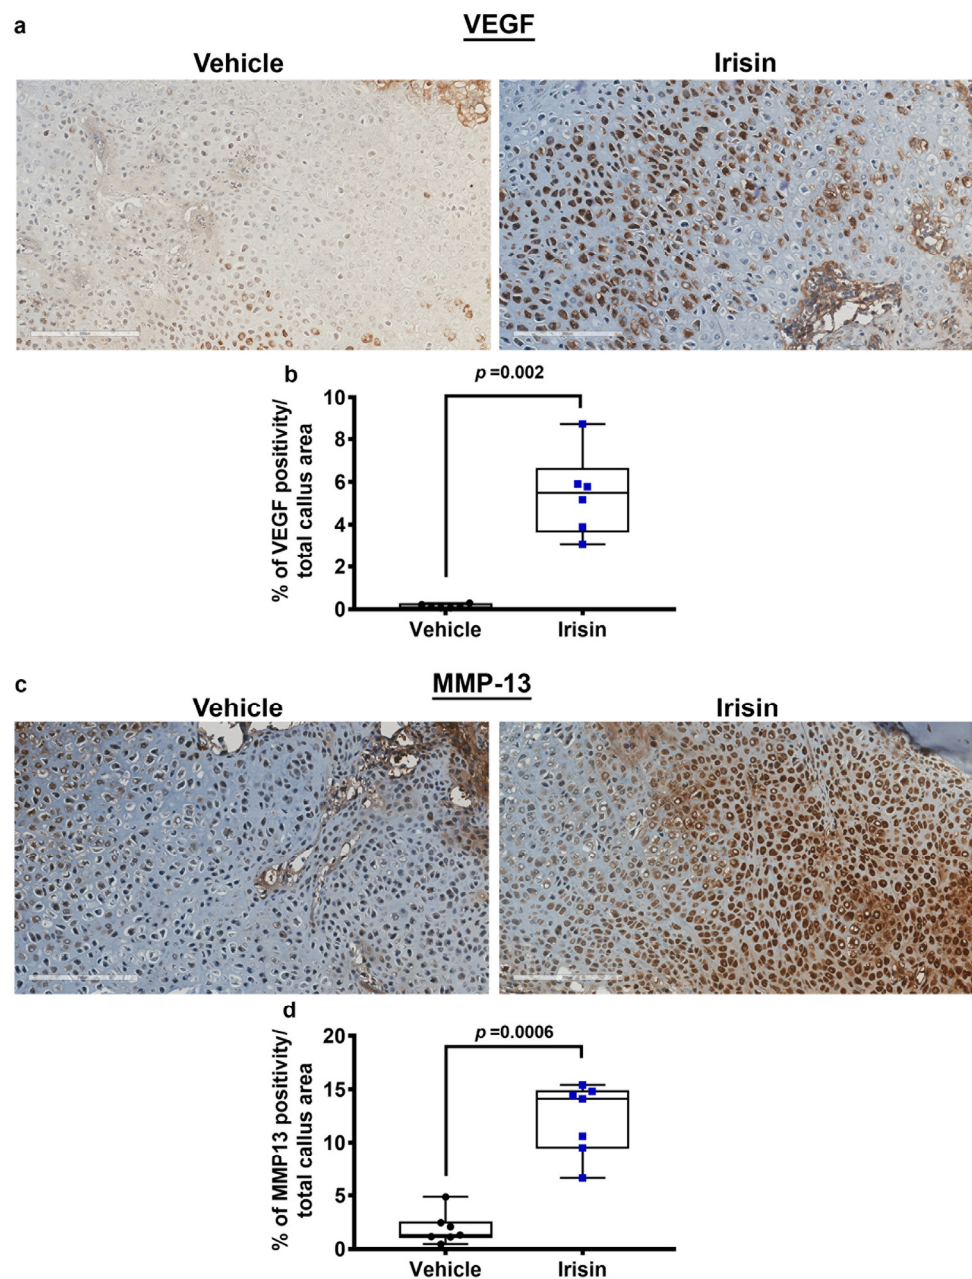 a
VEGF
Vehicle
Irisin
b
p=0.002
% of VEGF positivity/
total callus area
10
8
6
4
2
0
Vehicle
Irisin
c
MMP-13
Vehicle
Irisin
d
p=0.0006
% of MMP13 positivity/
total callus area
20
15
10
5
0
Vehicle
Irisin